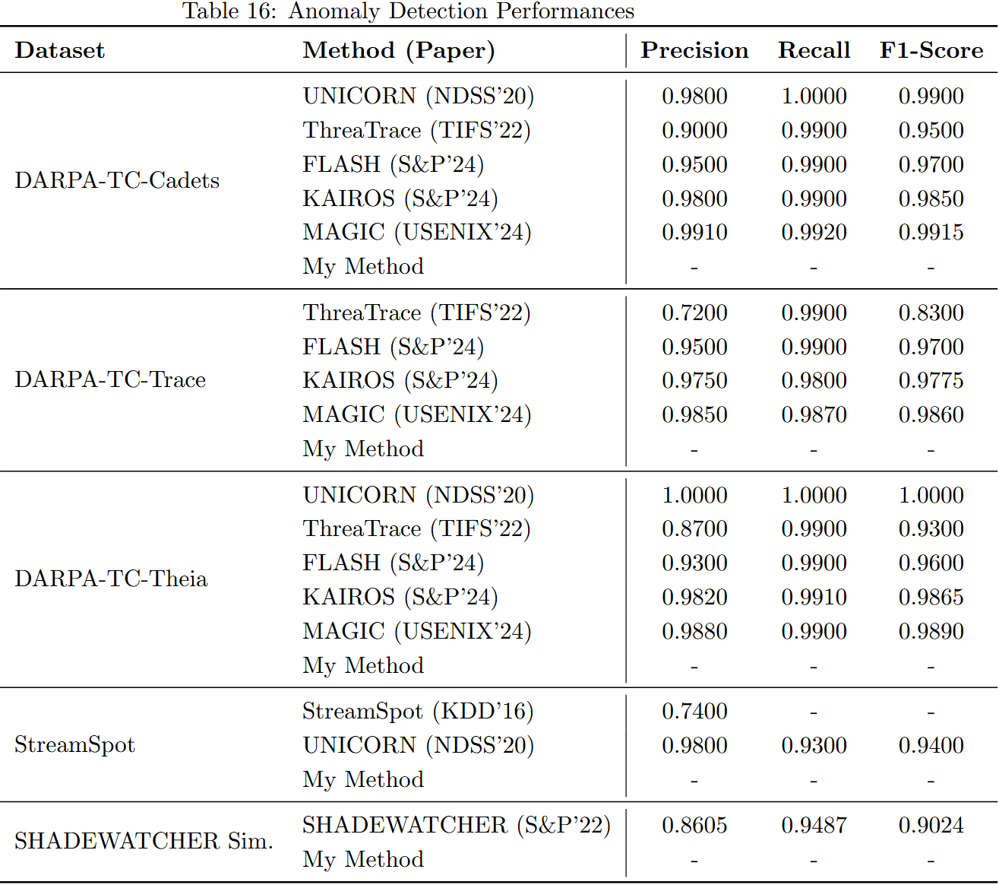 Table 16: Anomaly Detection Performances
Dataset Method (Paper) Precision Recall F1-Score
DARPA-TC-Cadets
UNICORN (NDSS’20) 0.9800 1.0000 0.9900
ThreaTrace (TIFS’22) 0.9000 0.9900 0.9500
FLASH (S&P’24) 0.9500 0.9900 0.9700
KAIROS (S&P’24) 0.9800 0.9900 0.9850
MAGIC (USENIX’24) 0.9910 0.9920 0.9915
My Method - - -
DARPA-TC-Trace
ThreaTrace (TIFS’22) 0.7200 0.9900 0.8300
FLASH (S&P’24) 0.9500 0.9900 0.9700
KAIROS (S&P’24) 0.9750 0.9800 0.9775
MAGIC (USENIX’24) 0.9850 0.9870 0.9860
My Method - - -
DARPA-TC-Theia
UNICORN (NDSS’20) 1.0000 1.0000 1.0000
ThreaTrace (TIFS’22) 0.8700 0.9900 0.9300
FLASH (S&P’24) 0.9300 0.9900 0.9600
KAIROS (S&P’24) 0.9820 0.9910 0.9865
MAGIC (USENIX’24) 0.9880 0.9900 0.9890
My Method - - -
StreamSpot
StreamSpot (KDD’16) 0.7400 - -
UNICORN (NDSS’20) 0.9800 0.9300 0.9400
My Method - - -
SHADEWATCHER Sim.
SHADEWATCHER (S&P’22) 0.8605 0.9487 0.9024
My Method - - -